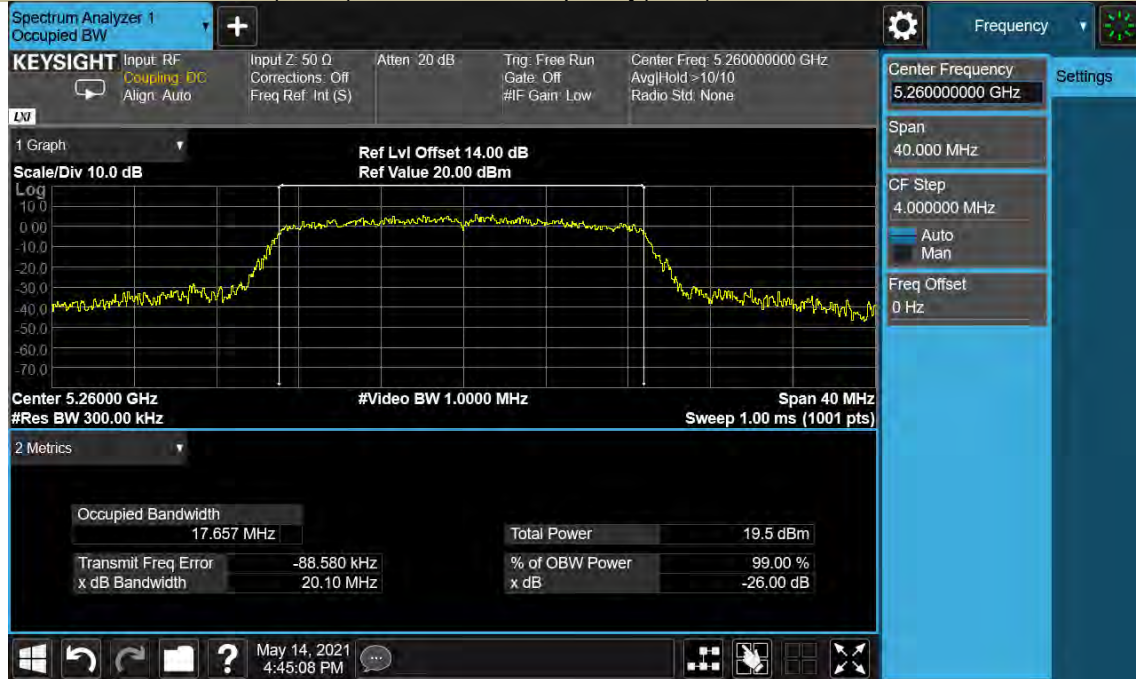 Spectrum Analyzer 1
Occupied BW
+
Frequency
KEYSIGHT
Input: RF
Coupling: DC
Align: Auto
Input Z: 50 Ω
Corrections: Off
Freq Ref: Int (S)
Atten: 20 dB
Trig: Free Run
Gate: Off
#IF Gain: Low
Center Freq: 5.260000000 GHz
Avg|Hold >10/10
Radio Std: None
LXI
Center Frequency
5.260000000 GHz
Settings
Span
40.000 MHz
CF Step
4.000000 MHz
Auto
Man
Freq Offset
0 Hz
1 Graph
Scale/Div 10.0 dB
Ref Lvl Offset 14.00 dB
Ref Value 20.00 dBm
Log
10.0
0.00
-10.0
-20.0
-30.0
-40.0
-50.0
-60.0
-70.0
Center 5.26000 GHz
#Video BW 1.0000 MHz
Span 40 MHz
#Res BW 300.00 kHz
Sweep 1.00 ms (1001 pts)
2 Metrics
Occupied Bandwidth
17.657 MHz
Total Power 19.5 dBm
Transmit Freq Error -88.580 kHz
% of OBW Power 99.00 %
x dB Bandwidth 20.10 MHz
x dB -26.00 dB
?
May 14, 2021
4:45:08 PM